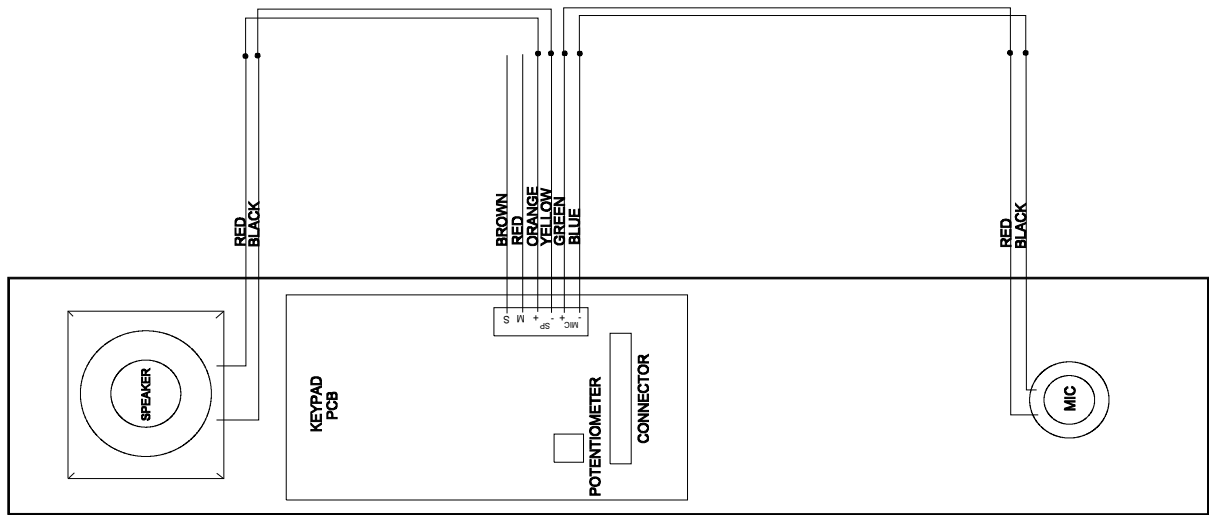 RED
BLACK
BROWN
RED
ORANGE
YELLOW
GREEN
BLUE
RED
BLACK
S
M
+
SP
-
+
MIC
-
SPEAKER
KEYPAD
PCB
POTENTIOMETER
CONNECTOR
MIC